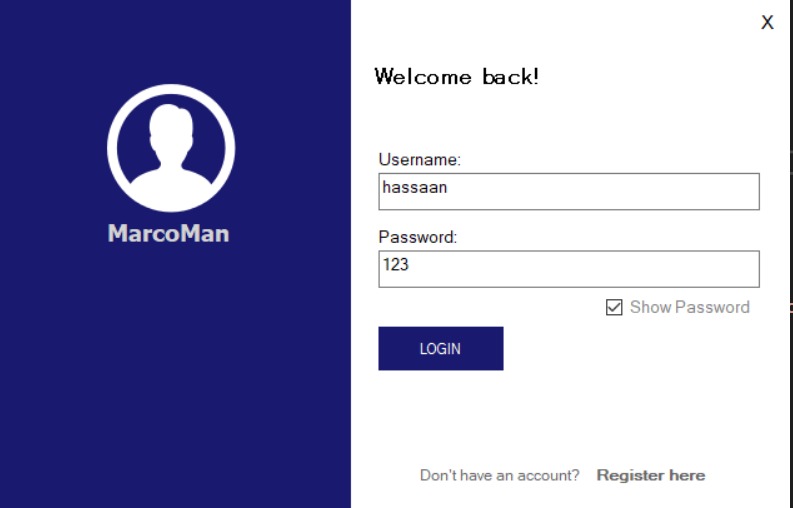 X
Welcome back!
MarcoMan
Username:
hassaan
Password:
123
Show Password
LOGIN
Don't have an account? Register here